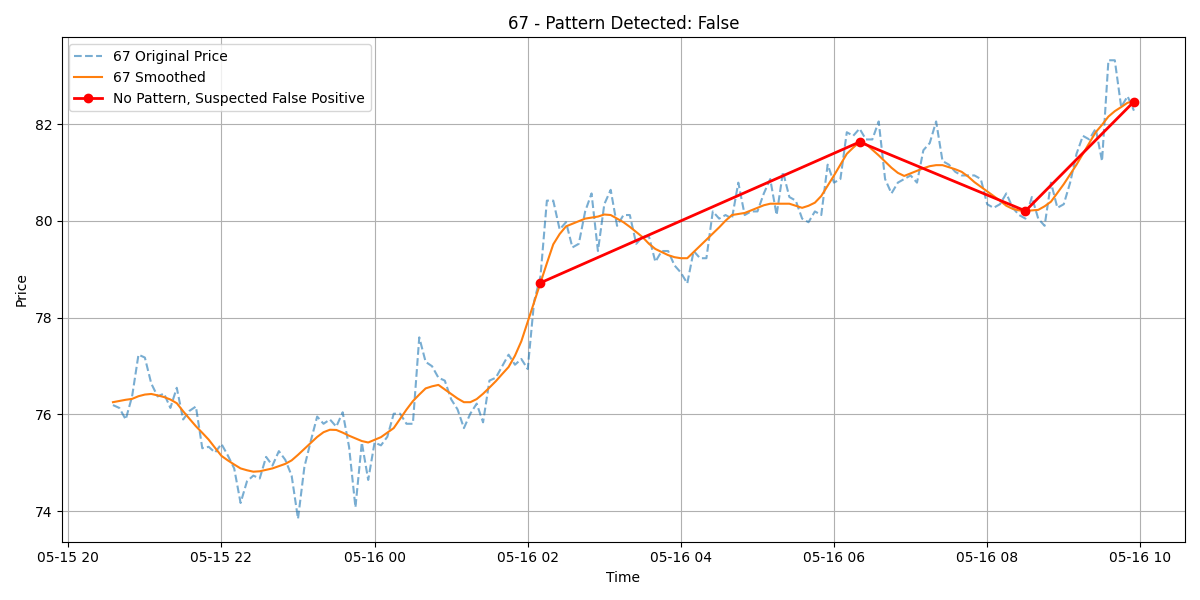 67 - Pattern Detected: False
67 Original Price
67 Smoothed
No Pattern, Suspected False Positive
Price
82
80
78
76
74
05-15 20 05-15 22 05-16 00 05-16 02 05-16 04 05-16 06 05-16 08 05-16 10
Time